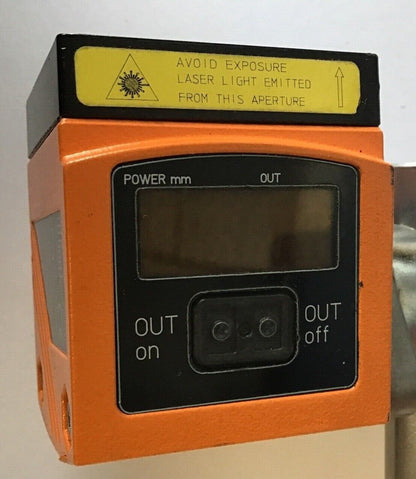 AVOID EXPOSURE
LASER LIGHT EMITTED
FROM THIS APERTURE
POWER mm OUT
OUT
on
OUT
off